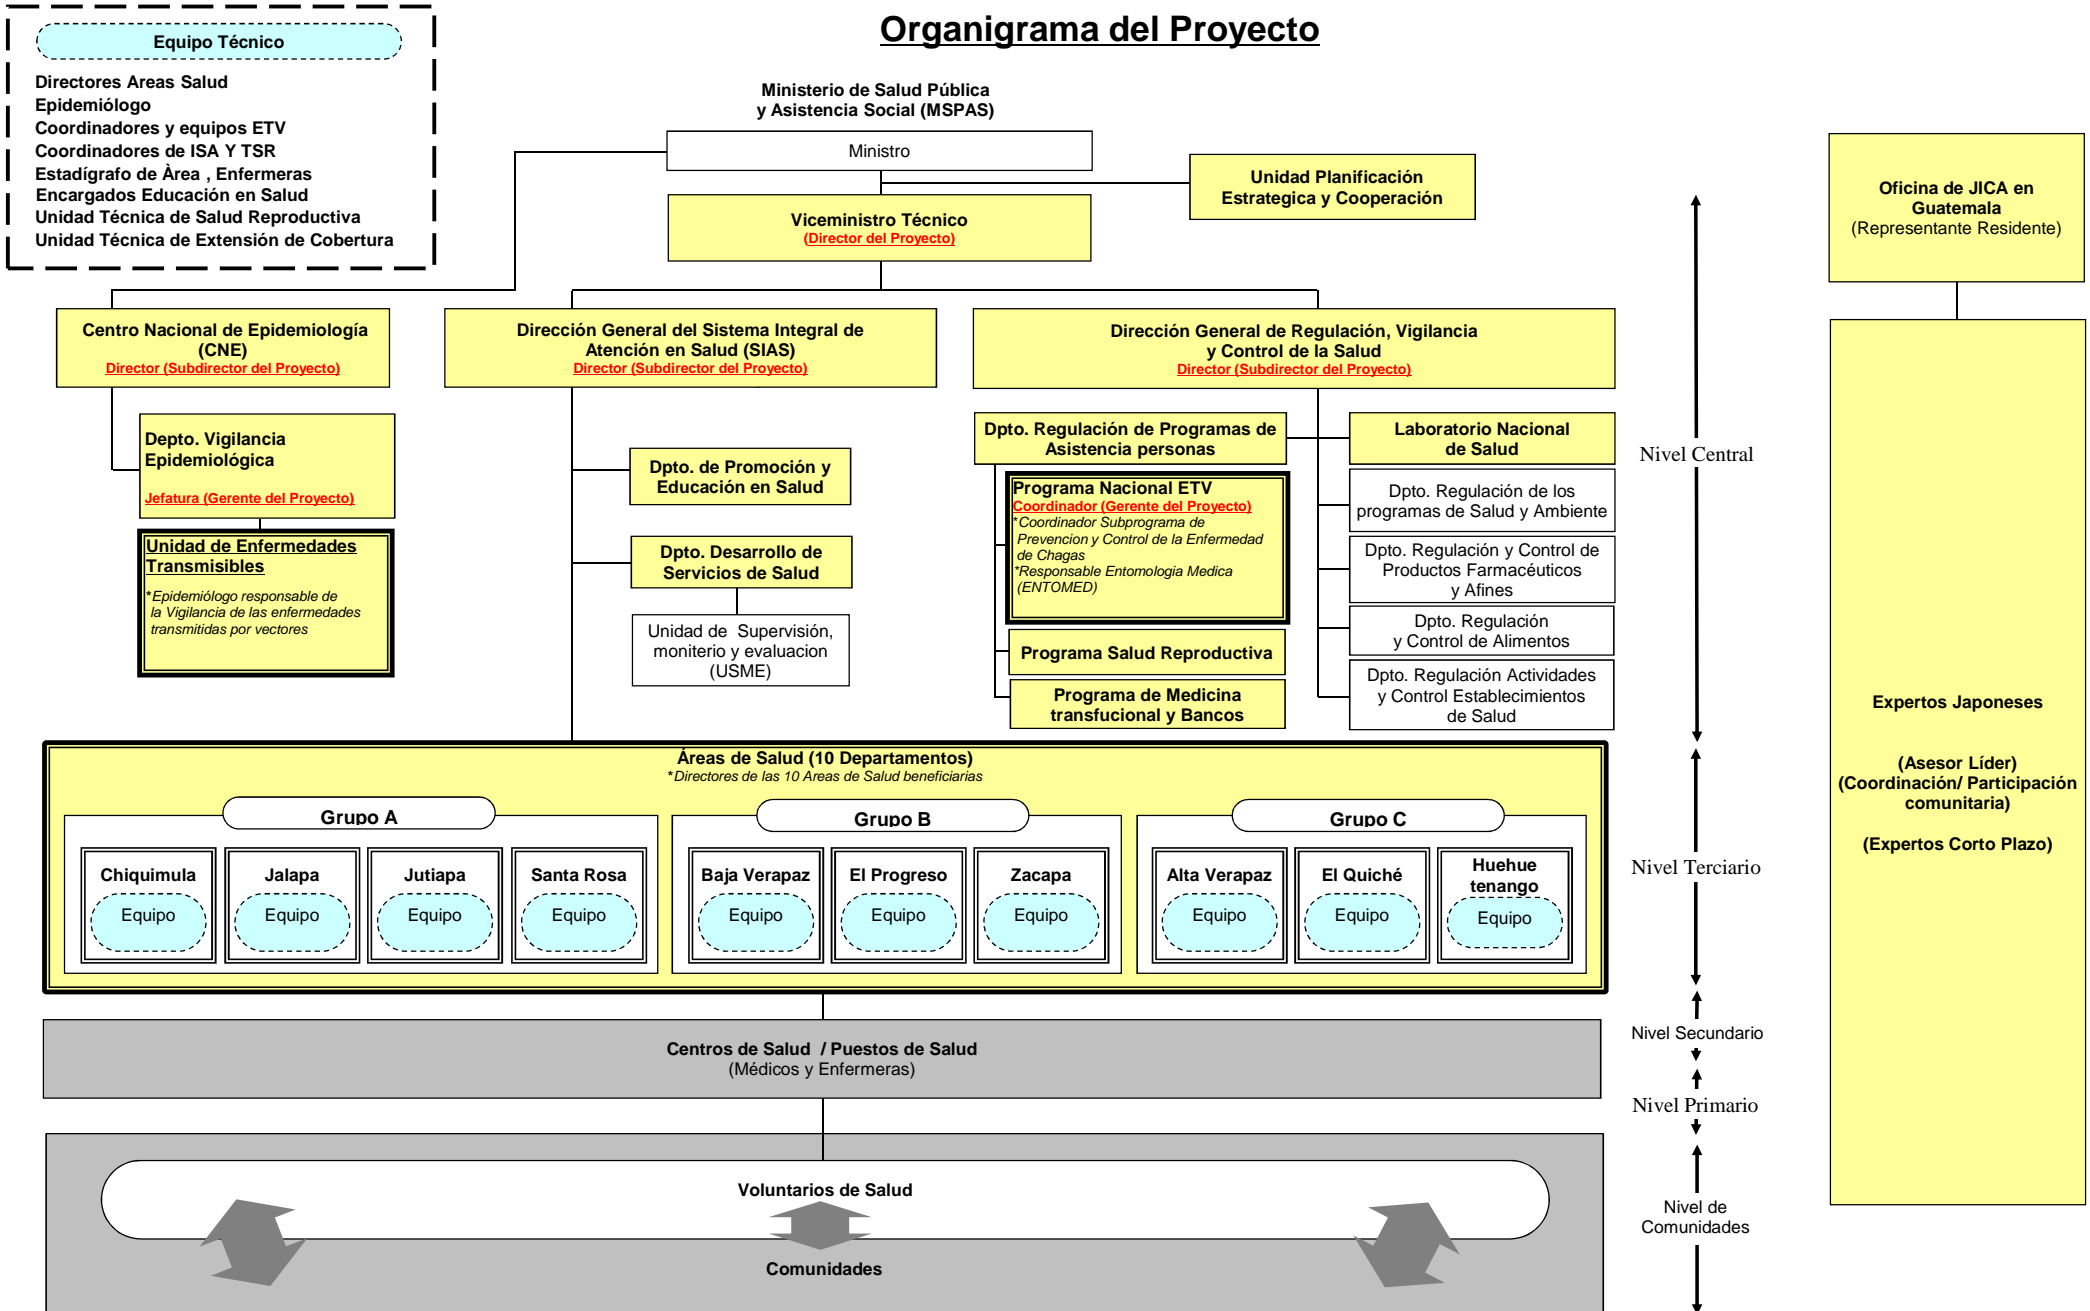 Organigrama del Proyecto
Equipo Técnico
Directores Areas Salud
Epidemiólogo
Coordinadores y equipos ETV
Coordinadores de ISA Y TSR
Estadígrafo de Àrea , Enfermeras
Encargados Educación en Salud
Unidad Técnica de Salud Reproductiva
Unidad Técnica de Extensión de Cobertura
Ministerio de Salud Pública
y Asistencia Social (MSPAS)
Ministro
Unidad Planificación
Estrategica y Cooperación
Viceministro Técnico
(Director del Proyecto)
Oficina de JICA en
Guatemala
(Representante Residente)
Centro Nacional de Epidemiología
(CNE)
Director (Subdirector del Proyecto)
Dirección General del Sistema Integral de
Atención en Salud (SIAS)
Director (Subdirector del Proyecto)
Dirección General de Regulación, Vigilancia
y Control de la Salud
Director (Subdirector del Proyecto)
Depto. Vigilancia
Epidemiológica
Jefatura (Gerente del Proyecto)
Unidad de Enfermedades
Transmisibles
*Epidemiólogo responsable de
la Vigilancia de las enfermedades
transmitidas por vectores
Dpto. de Promoción y
Educación en Salud
Dpto. Desarrollo de
Servicios de Salud
Unidad de  Supervisión,
moniterio y evaluacion
(USME)
Dpto. Regulación de Programas de
Asistencia personas
Programa Nacional ETV
Coordinador (Gerente del Proyecto)
*Coordinador Subprograma de
Prevencion y Control de la Enfermedad
de Chagas
*Responsable Entomologia Medica
(ENTOMED)
Programa Salud Reproductiva
Programa de Medicina
transfucional y Bancos
Laboratorio Nacional
de Salud
Dpto. Regulación de los
programas de Salud y Ambiente
Dpto. Regulación y Control de
Productos Farmacéuticos
y Afines
Dpto. Regulación
y Control de Alimentos
Dpto. Regulación Actividades
y Control Establecimientos
de Salud
Nivel Central
Expertos Japoneses
(Asesor Líder)
(Coordinación/ Participación
comunitaria)
(Expertos Corto Plazo)
Áreas de Salud (10 Departamentos)
*Directores de las 10 Areas de Salud beneficiarias
Grupo A
Chiquimula
Equipo
Jalapa
Equipo
Jutiapa
Equipo
Santa Rosa
Equipo
Grupo B
Baja Verapaz
Equipo
El Progreso
Equipo
Zacapa
Equipo
Grupo C
Alta Verapaz
Equipo
El Quiché
Equipo
Huehue
tenango
Equipo
Nivel Terciario
Centros de Salud  / Puestos de Salud
(Médicos y Enfermeras)
Nivel Secundario
Nivel Primario
Voluntarios de Salud
Comunidades
Nivel de
Comunidades